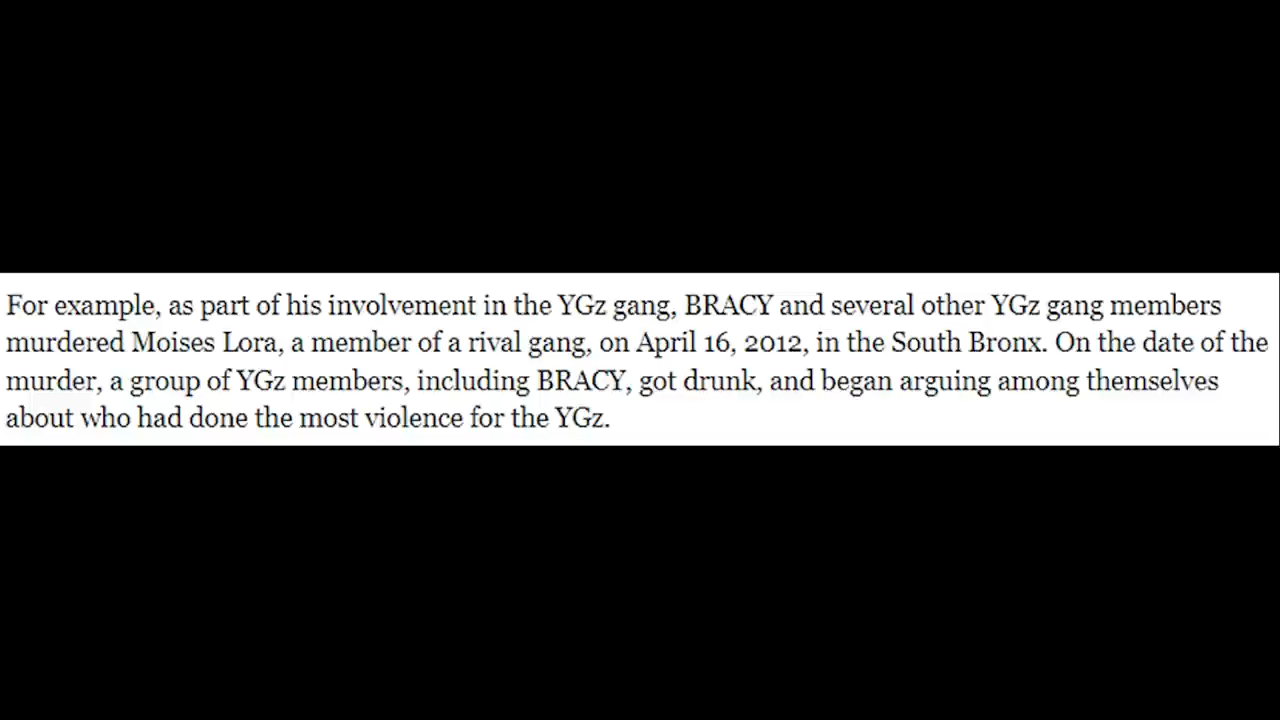 For example, as part of his involvement in the YGz gang, BRACY and several other YGz gang members
murdered Moises Lora, a member of a rival gang, on April 16, 2012, in the South Bronx. On the date of the
murder, a group of YGz members, including BRACY, got drunk, and began arguing among themselves
about who had done the most violence for the YGz.